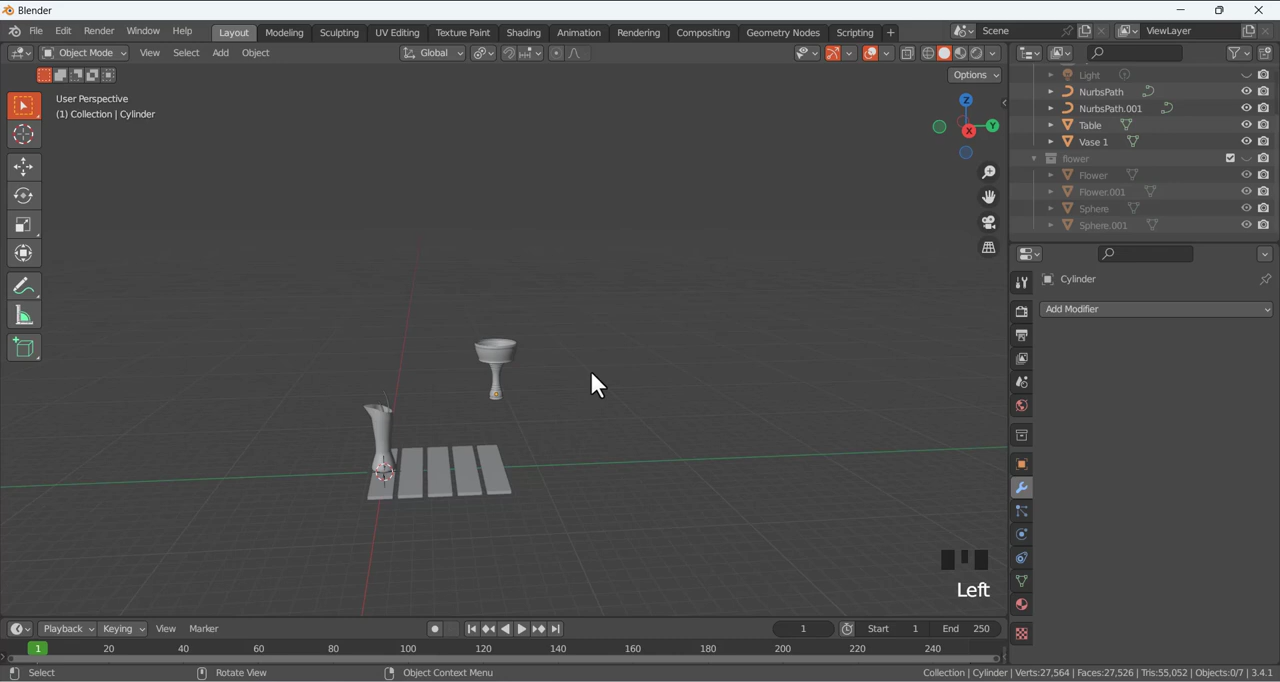 Blender
File Edit Render Window Help Layout Modeling Sculpting UV Editing Texture Paint Shading Animation Rendering Compositing Geometry Nodes Scripting + Scene ViewLayer
Object Mode View Select Add Object Global
Options
User Perspective
(1) Collection | Cylinder
Z
Y
X
Light
NurbsPath
NurbsPath.001
Table
Vase 1
flower
Flower
Flower.001
Sphere
Sphere.001
Cylinder
Add Modifier
Left
Playback Keying View Marker 1 Start 1 End 250
1 20 40 60 80 100 120 140 160 180 200 220 240
Select Rotate View Object Context Menu Collection | Cylinder | Verts:27,564 | Faces:27,526 | Tris:55,052 | Objects:0/7 | 3.4.1